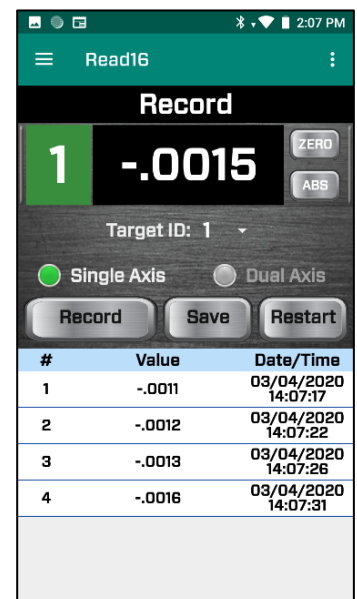 2:07 PM
Read16
Record
1 -.0015 ZERO
ABS
Target ID: 1
Single Axis Dual Axis
Record Save Restart
# Value Date/Time
1 -.0011 03/04/2020
14:07:17
2 -.0012 03/04/2020
14:07:22
3 -.0013 03/04/2020
14:07:26
4 -.0016 03/04/2020
14:07:31